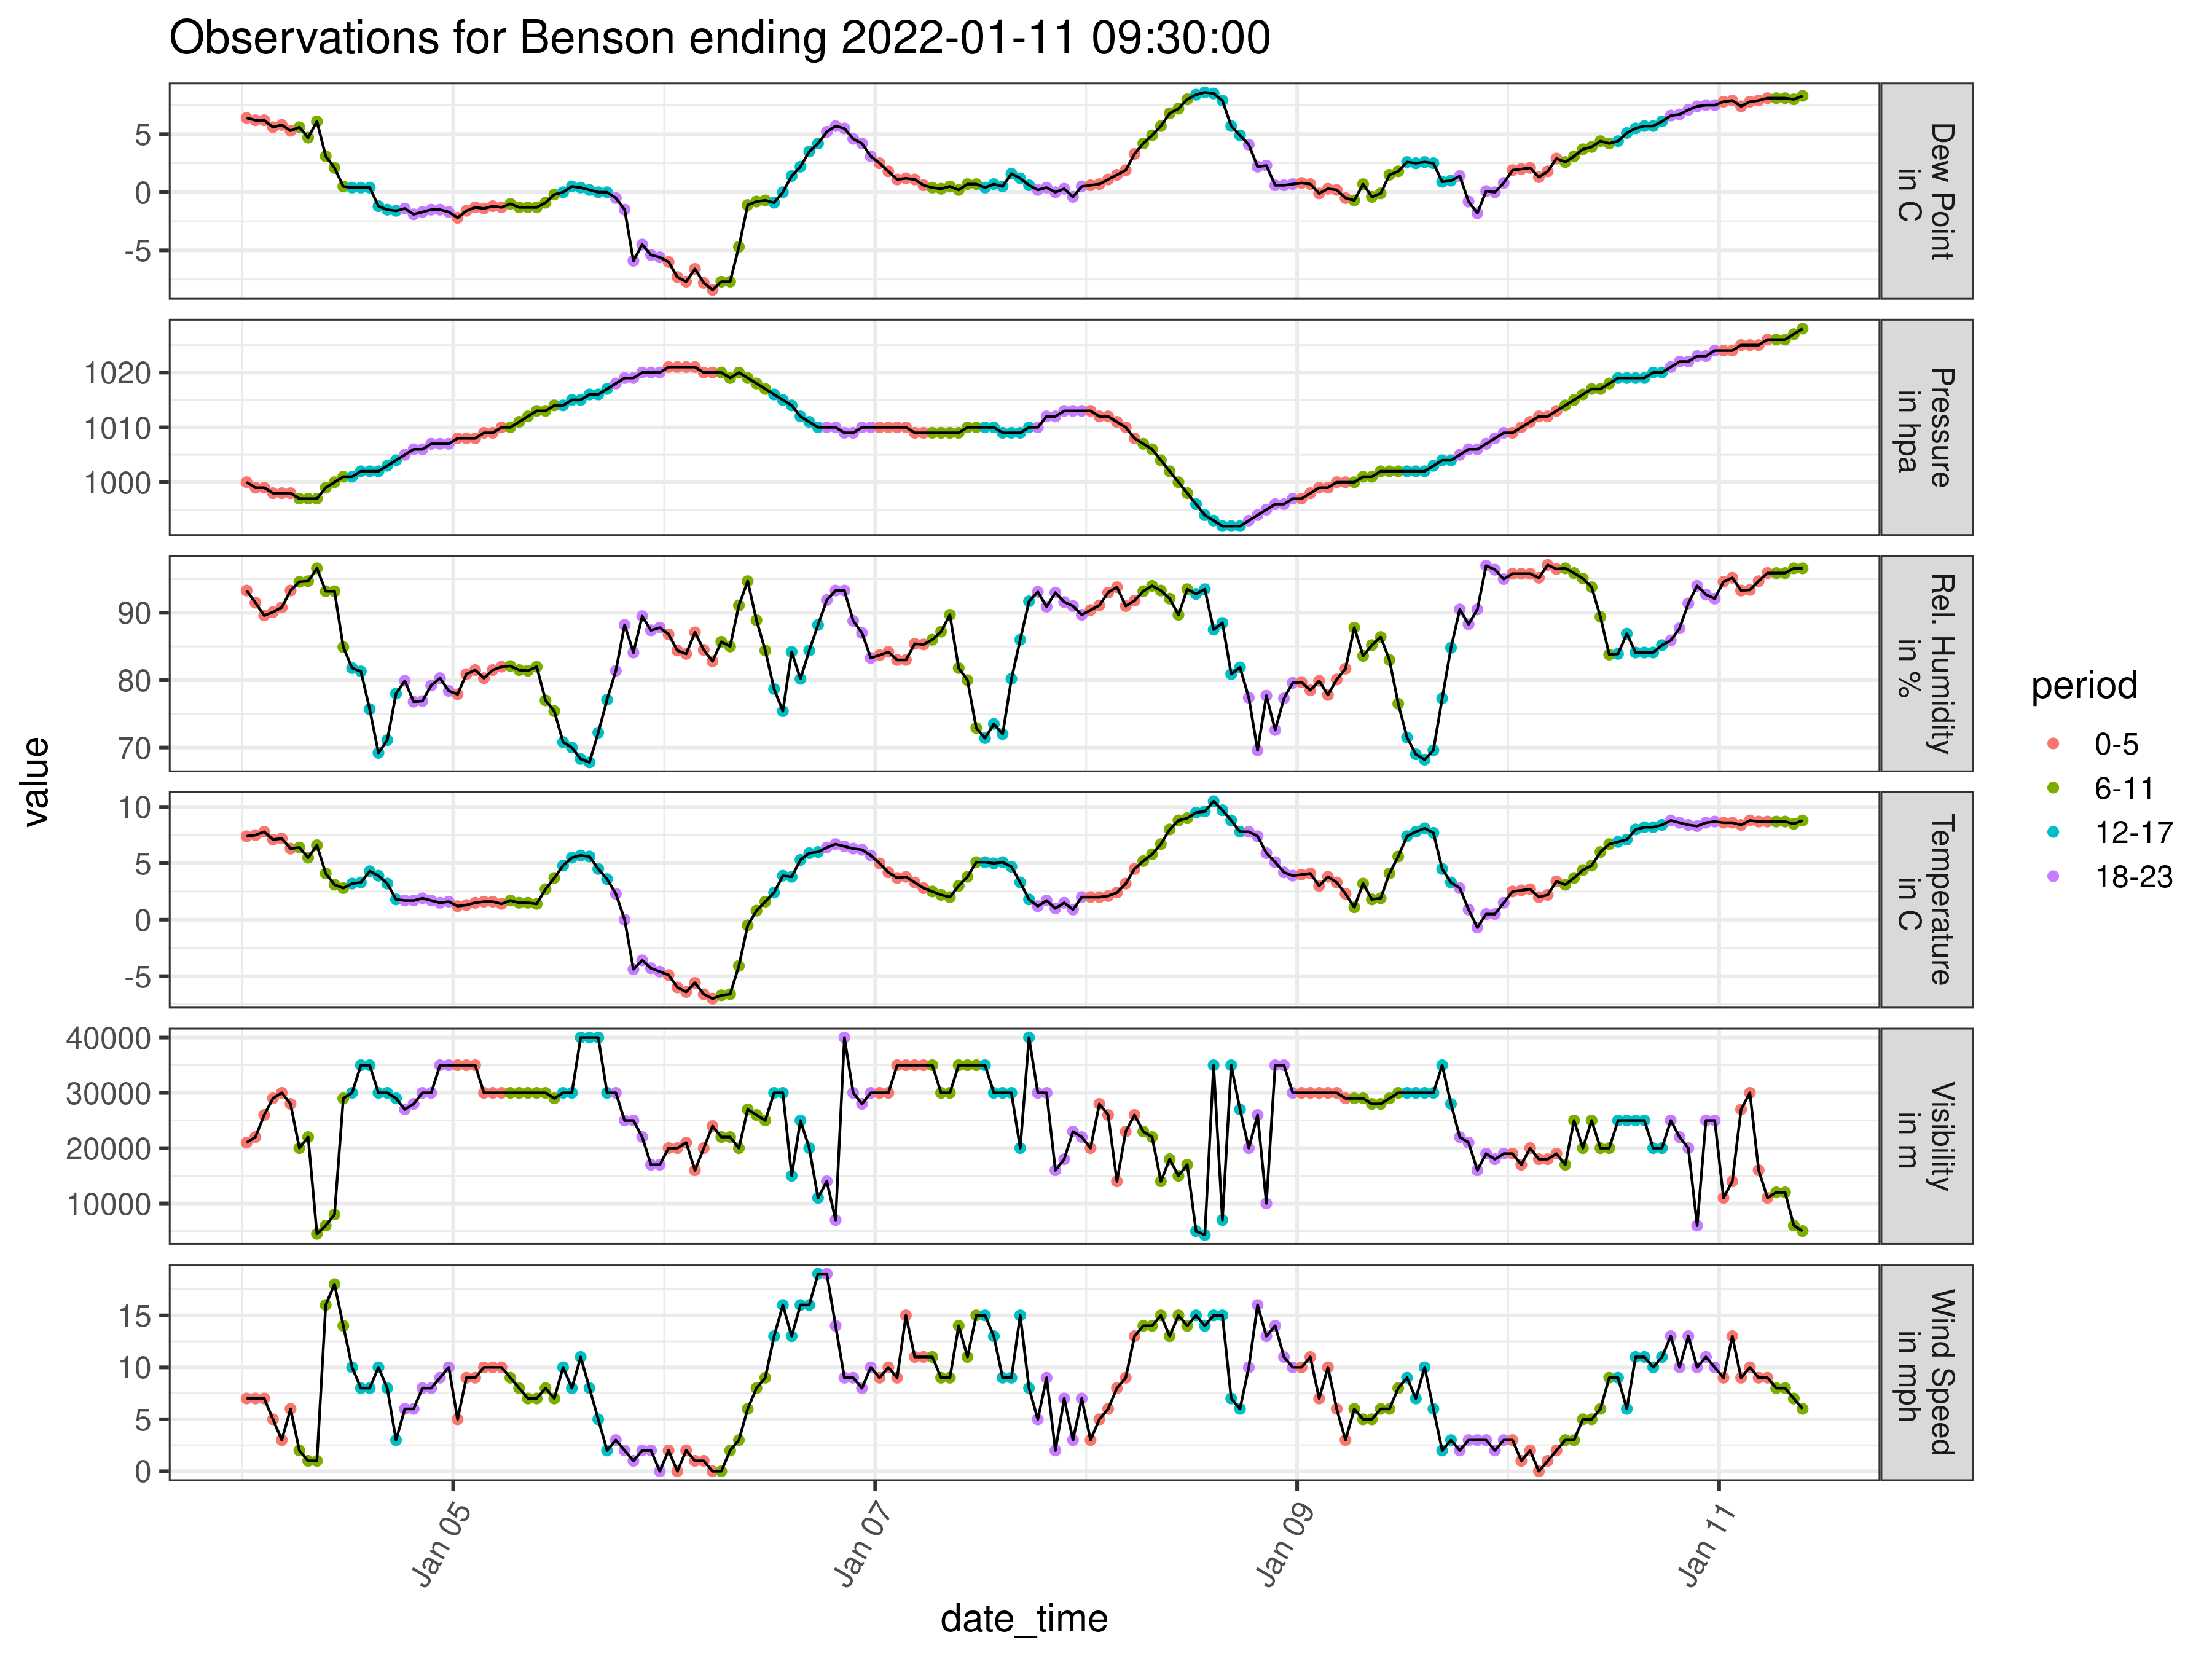 Observations for Benson ending 2022-01-11 09:30:00
value
5
0
-5
Dew Point
in C
1020
1010
1000
Pressure
in hpa
90
80
70
Rel. Humidity
in %
10
5
0
-5
Temperature
in C
40000
30000
20000
10000
Visibility
in m
15
10
5
0
Wind Speed
in mph
Jan 05
Jan 07
Jan 09
Jan 11
date_time
period
0-5
6-11
12-17
18-23